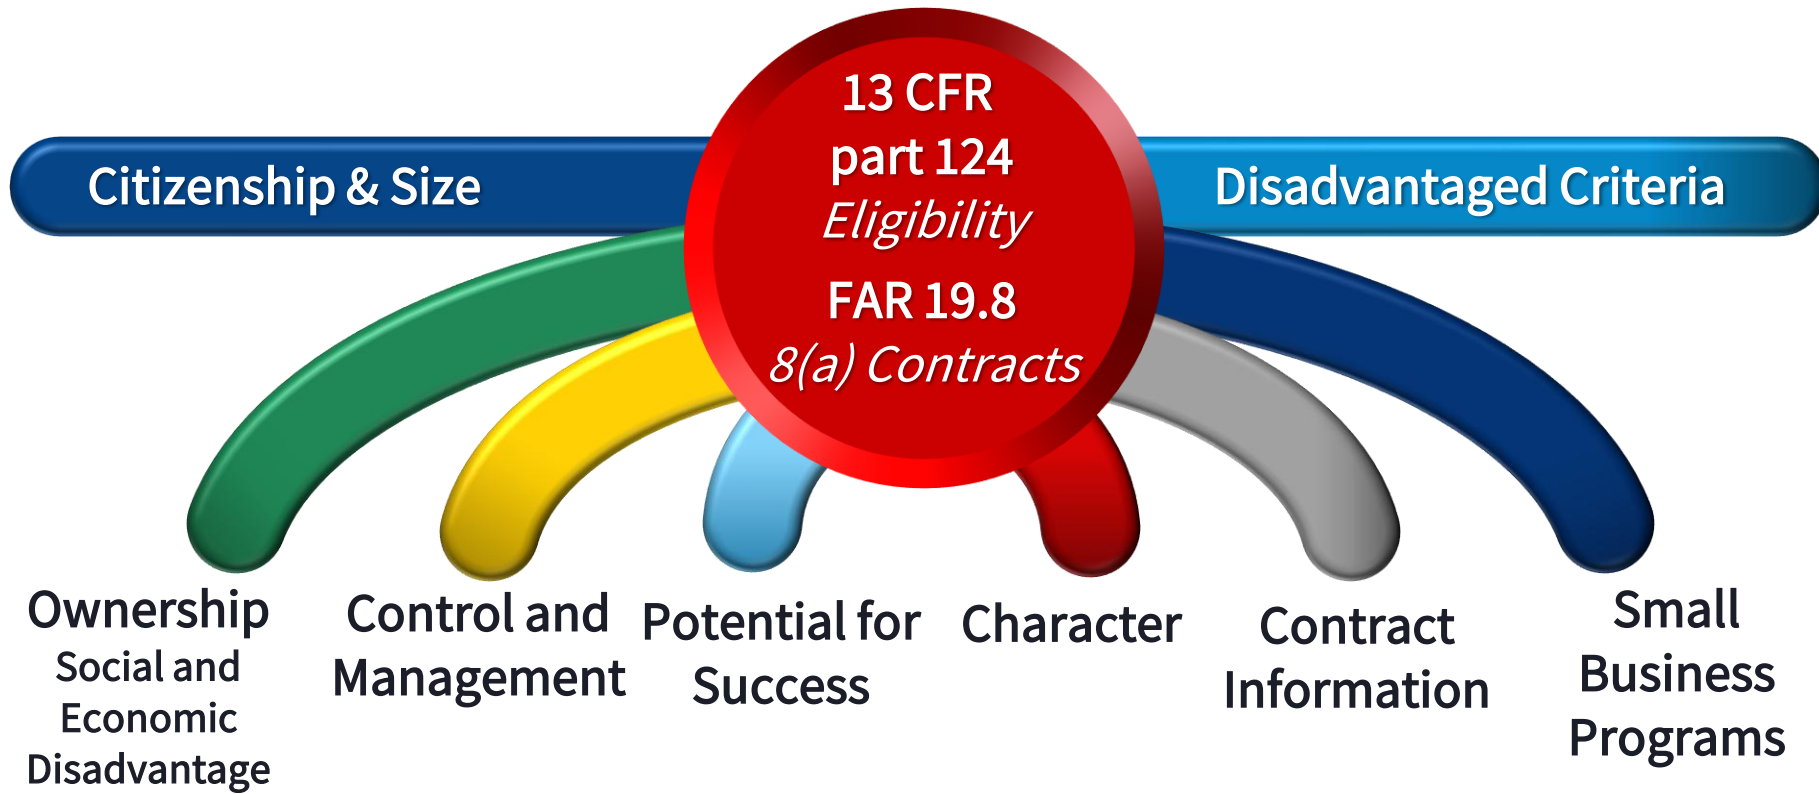 13 CFR
part 124
Eligibility
FAR 19.8
8(a) Contracts
Citizenship & Size
Disadvantaged Criteria
Ownership
Social and
Economic
Disadvantage
Control and
Management
Potential for
Success
Character
Contract
Information
Small
Business
Programs